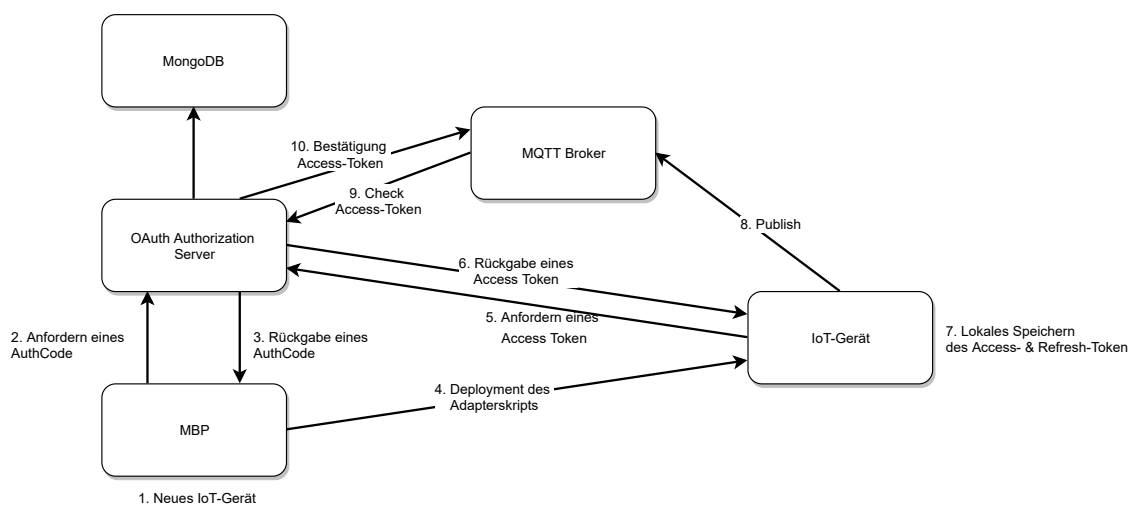 MongoDB
10. Bestätigung
Access-Token
MQTT Broker
9. Check
Access-Token
8. Publish
OAuth Authorization
Server
6. Rückgabe eines
Access Token
2. Anfordern eines
AuthCode
3. Rückgabe eines
AuthCode
5. Anfordern eines
Access Token
IoT-Gerät
7. Lokales Speichern
des Access- & Refresh-Token
4. Deployment des
Adapterskripts
MBP
1. Neues IoT-Gerät